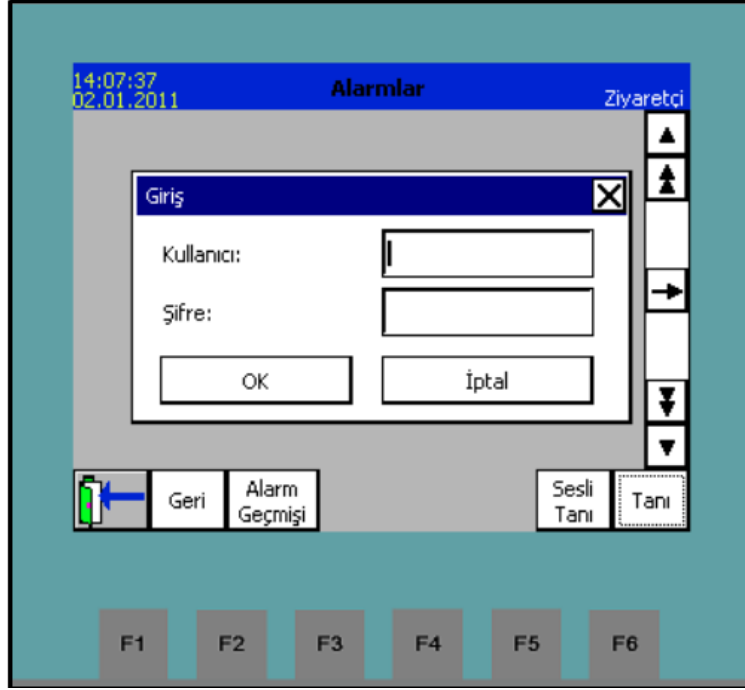 14:07:37
02.01.2011
Alarmlar
Ziyaretçi
Giriş
Kullanıcı:
Şifre:
OK
İptal
Geri
Alarm
Geçmişi
Sesli
Tanı
Tanı
F1 F2 F3 F4 F5 F6